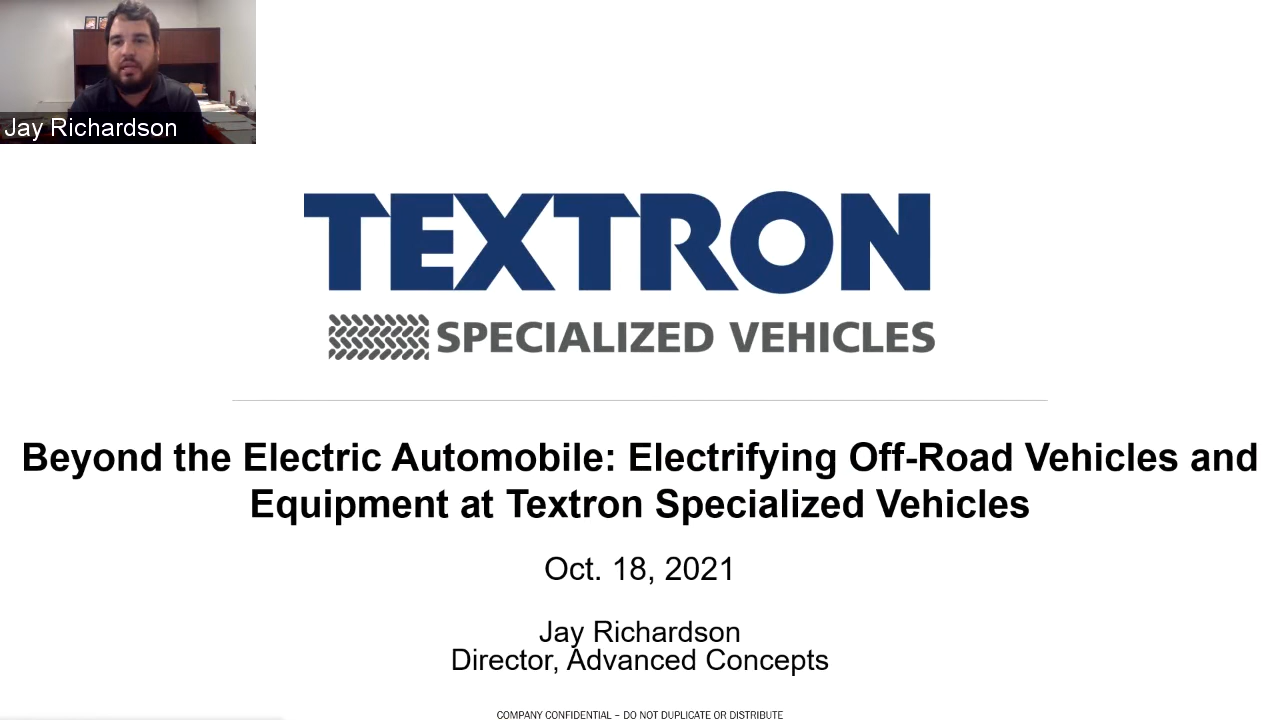 Jay Richardson
TEXTRON
SPECIALIZED VEHICLES
Beyond the Electric Automobile: Electrifying Off-Road Vehicles and
Equipment at Textron Specialized Vehicles
Oct. 18, 2021
Jay Richardson
Director, Advanced Concepts
COMPANY CONFIDENTIAL – DO NOT DUPLICATE OR DISTRIBUTE